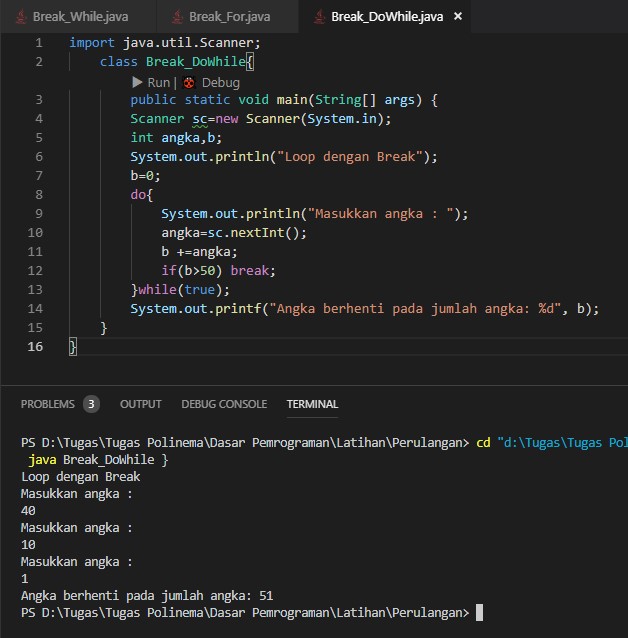 Break_While.java Break_For.java Break_DoWhile.java ×
1 import java.util.Scanner;
2 class Break_DoWhile{
Run | Debug
3 public static void main(String[] args) {
4 Scanner sc=new Scanner(System.in);
5 int angka,b;
6 System.out.println("Loop dengan Break");
7 b=0;
8 do{
9 System.out.println("Masukkan angka : ");
10 angka=sc.nextInt();
11 b +=angka;
12 if(b>50) break;
13 }while(true);
14 System.out.printf("Angka berhenti pada jumlah angka: %d", b);
15 }
16 }
PROBLEMS 3 OUTPUT DEBUG CONSOLE TERMINAL
PS D:\Tugas\Tugas Polinema\Dasar Pemrograman\Latihan\Perulangan> cd "d:\Tugas\Tugas Pol
java Break_DoWhile }
Loop dengan Break
Masukkan angka :
40
Masukkan angka :
10
Masukkan angka :
1
Angka berhenti pada jumlah angka: 51
PS D:\Tugas\Tugas Polinema\Dasar Pemrograman\Latihan\Perulangan>